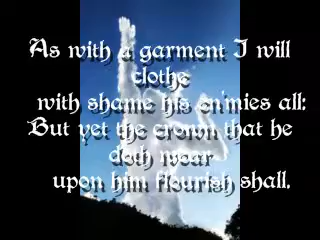 As with a garment I will
clothe
with shame his en'mies all:
But yet the crown that he
doth wear
upon him flourish shall.